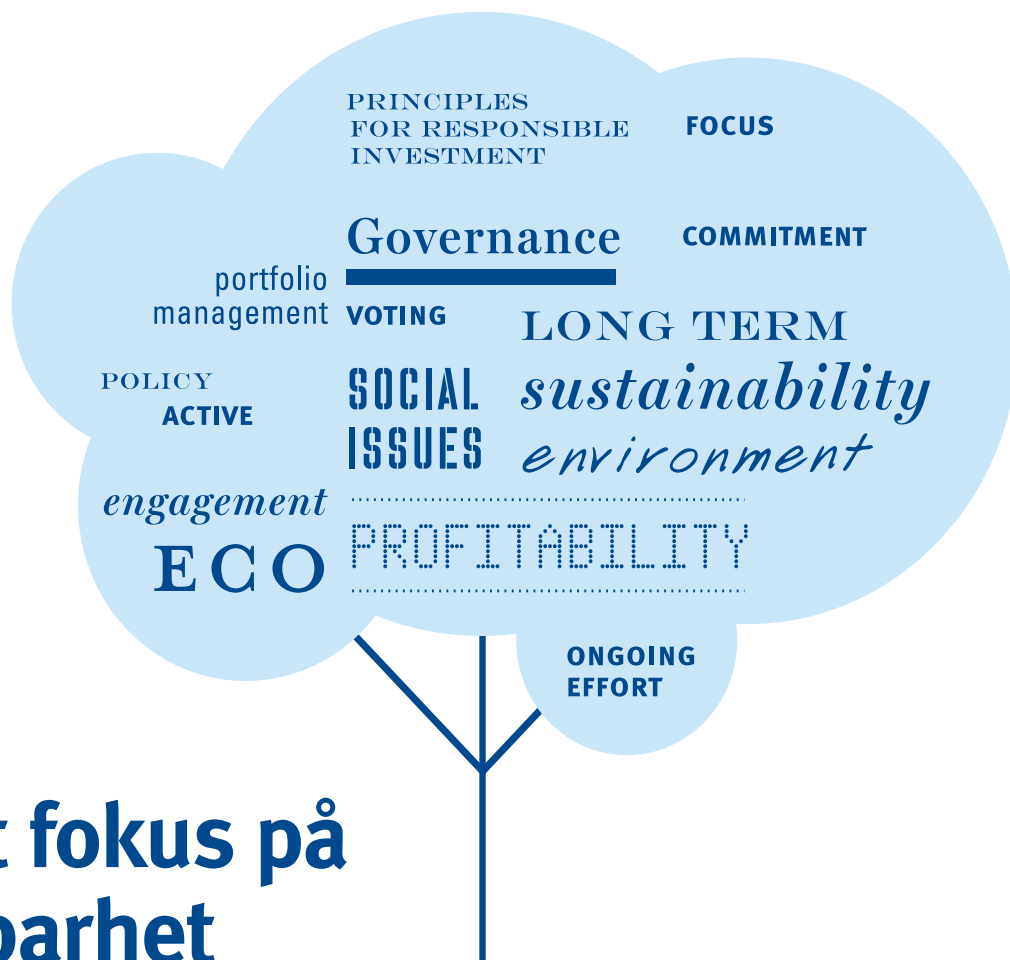 PRINCIPLES
FOR RESPONSIBLE
INVESTMENT
FOCUS
Governance
COMMITMENT
portfolio
management
VOTING
LONG TERM
POLICY
ACTIVE
SOCIAL
ISSUES
sustainability
environment
engagement
ECO
PROFITABILITY
ONGOING
EFFORT
fokus på